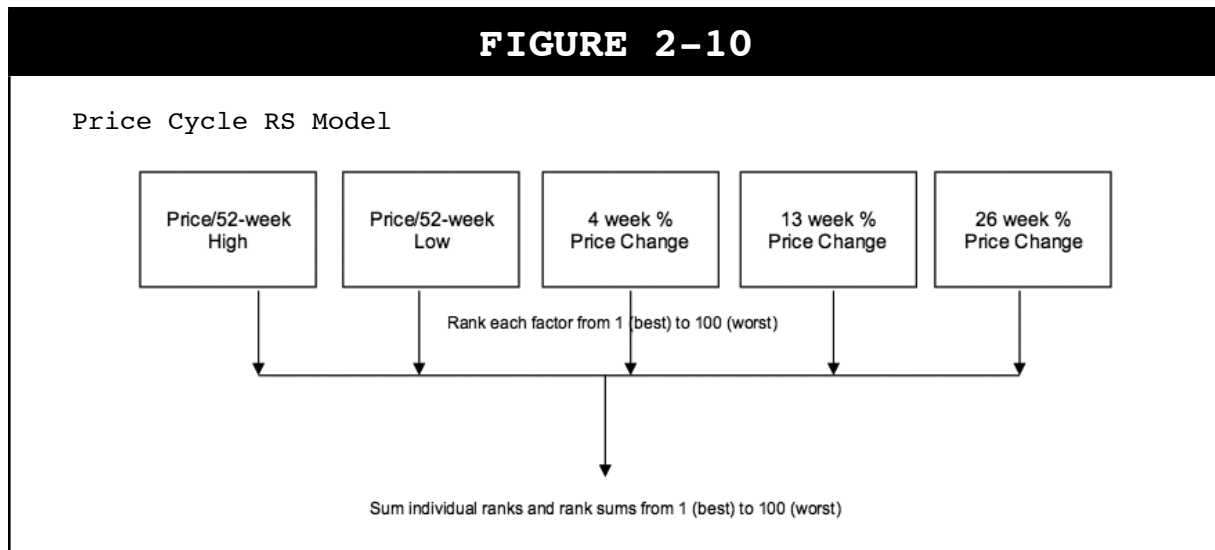 FIGURE 2–10
Price Cycle RS Model
Price/52-week
High
Price/52-week
Low
4 week %
Price Change
13 week %
Price Change
26 week %
Price Change
Rank each factor from 1 (best) to 100 (worst)
Sum individual ranks and rank sums from 1 (best) to 100 (worst)